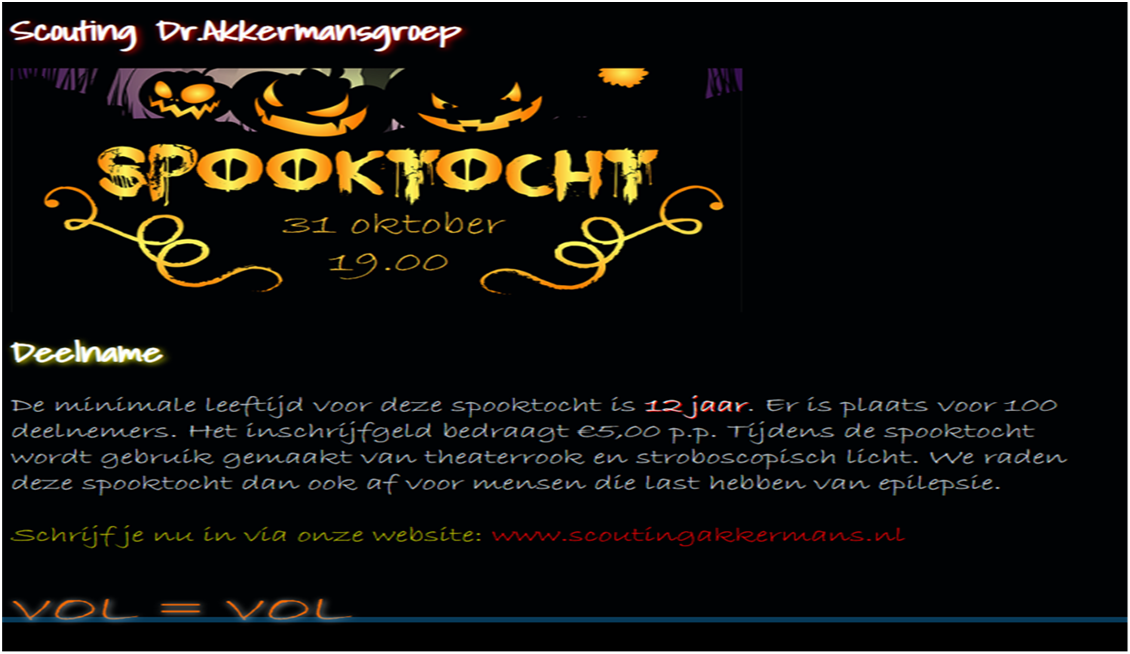 Scouting Dr.Akkermansgroep
SPOOKTOCHT
31 oktober
19.00
Deelname
De minimale leeftijd voor deze spooktocht is 12 jaar. Er is plaats voor 100
deelnemers. Het inschrijfgeld bedraagt €5,00 p.p. Tijdens de spooktocht
wordt gebruik gemaakt van theaterrook en stroboscopisch licht. We raden
deze spooktocht dan ook af voor mensen die last hebben van epilepsie.
Schrijf je nu in via onze website: www.scoutingakkermans.nl
VOL = VOL